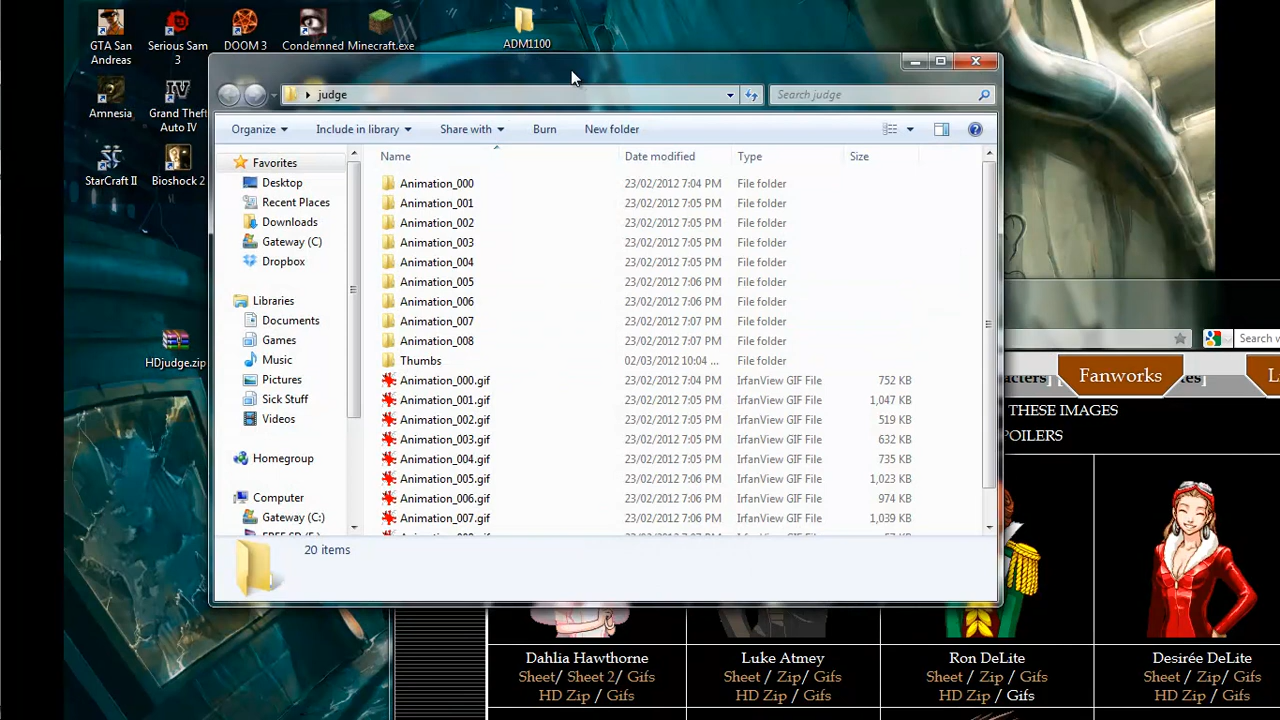 GTA San Andreas
Serious Sam 3
DOOM 3
Condemned
Minecraft.exe
ADM1100
Amnesia
Grand Theft Auto IV
StarCraft II
Bioshock 2
HDjudge.zip
judge
Search judge
Organize
Include in library
Share with
Burn
New folder
Name
Date modified
Type
Size
Favorites
Desktop
Recent Places
Downloads
Gateway (C)
Dropbox
Libraries
Documents
Games
Music
Pictures
Sick Stuff
Videos
Homegroup
Computer
Gateway (C:)
Animation_000 23/02/2012 7:04 PM File folder
Animation_001 23/02/2012 7:05 PM File folder
Animation_002 23/02/2012 7:05 PM File folder
Animation_003 23/02/2012 7:05 PM File folder
Animation_004 23/02/2012 7:05 PM File folder
Animation_005 23/02/2012 7:06 PM File folder
Animation_006 23/02/2012 7:06 PM File folder
Animation_007 23/02/2012 7:07 PM File folder
Animation_008 23/02/2012 7:07 PM File folder
Thumbs 02/03/2012 10:04 ... File folder
Animation_000.gif 23/02/2012 7:04 PM IrfanView GIF File 752 KB
Animation_001.gif 23/02/2012 7:05 PM IrfanView GIF File 1,047 KB
Animation_002.gif 23/02/2012 7:05 PM IrfanView GIF File 519 KB
Animation_003.gif 23/02/2012 7:05 PM IrfanView GIF File 632 KB
Animation_004.gif 23/02/2012 7:05 PM IrfanView GIF File 735 KB
Animation_005.gif 23/02/2012 7:06 PM IrfanView GIF File 1,023 KB
Animation_006.gif 23/02/2012 7:06 PM IrfanView GIF File 974 KB
Animation_007.gif 23/02/2012 7:06 PM IrfanView GIF File 1,039 KB
20 items
Search
Fanworks
THESE IMAGES
Dahlia Hawthorne
Sheet/ Sheet 2/ Gifs
HD Zip / Gifs
Luke Atmey
Sheet / Zip/ Gifs
HD Zip / Gifs
Ron DeLite
Sheet / Zip/ Gifs
HD Zip / Gifs
Desirée DeLite
Sheet / Zip/ Gifs
HD Zip / Gifs